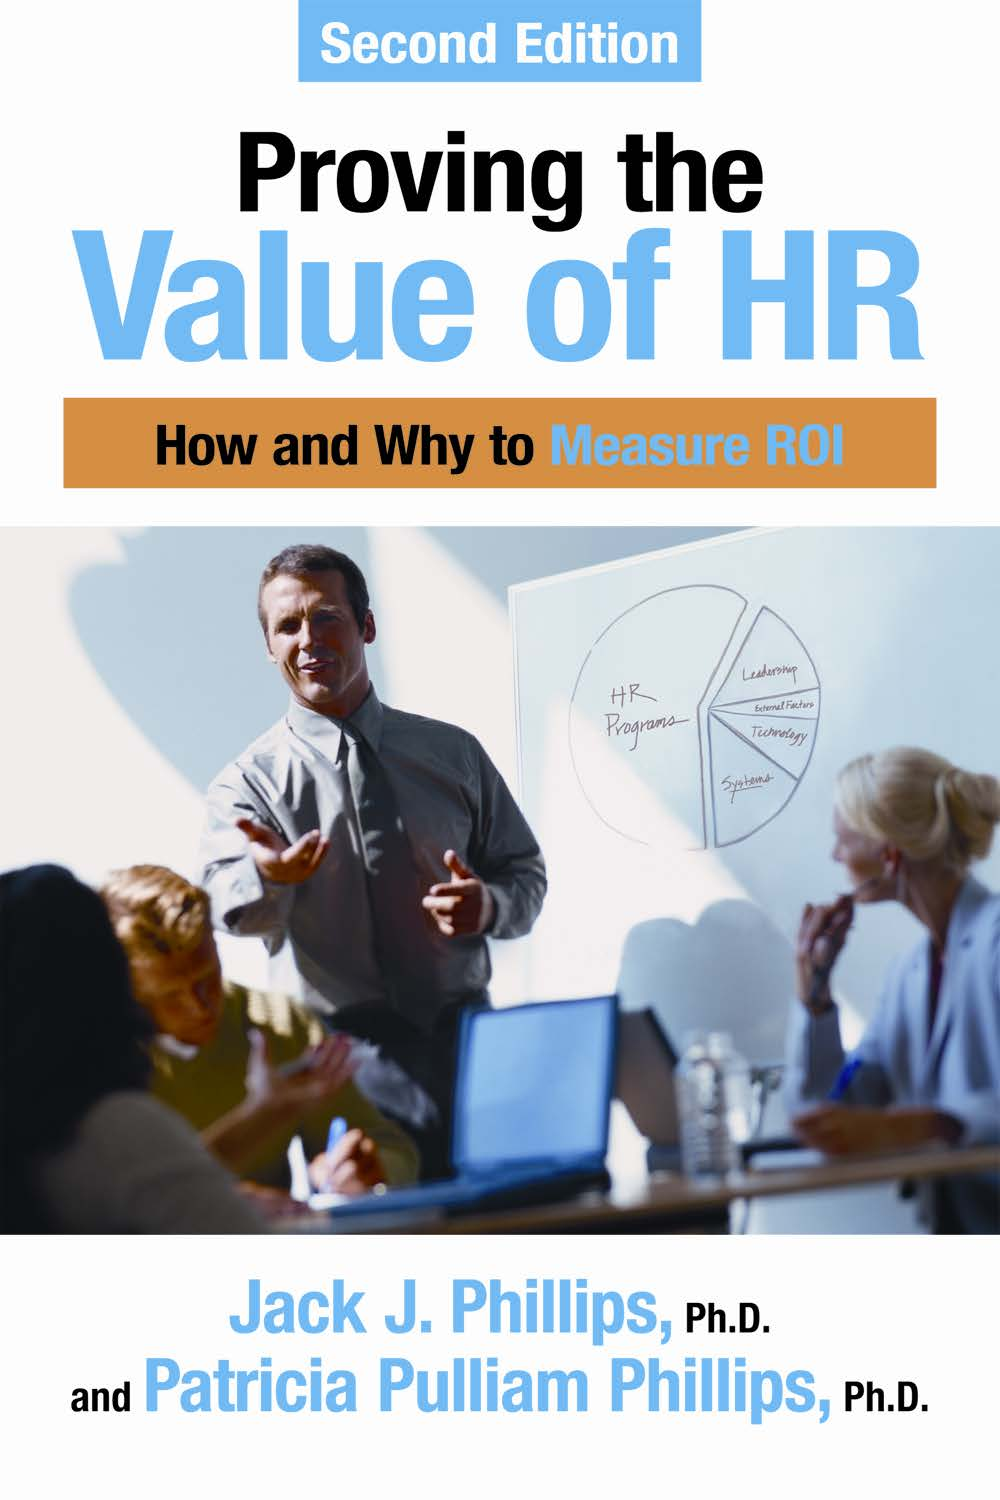 Second Edition
Proving the
Value of HR
How and Why to Measure ROI
HR
Programs
Leadership
External Factors
Technology
Systems
Jack J. Phillips, Ph.D.
and Patricia Pulliam Phillips, Ph.D.